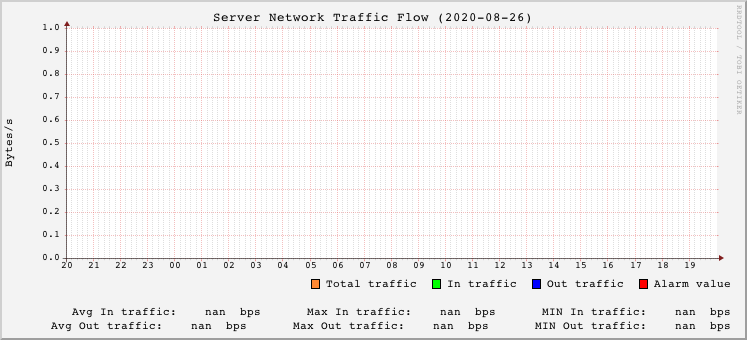 Server Network Traffic Flow (2020-08-26)
RRDTOOL / TOBI OETIKER
Bytes/s
1.0
0.9
0.8
0.7
0.6
0.5
0.4
0.3
0.2
0.1
0.0
20 21 22 23 00 01 02 03 04 05 06 07 08 09 10 11 12 13 14 15 16 17 18 19
Total traffic In traffic Out traffic Alarm value
Avg In traffic: nan bps Max In traffic: nan bps MIN In traffic: nan bps
Avg Out traffic: nan bps Max Out traffic: nan bps MIN Out traffic: nan bps